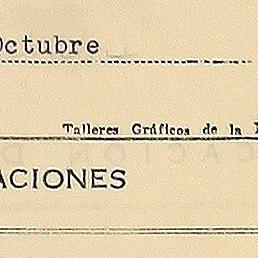 Octubre
Talleres Gráficos de la
ACIONES